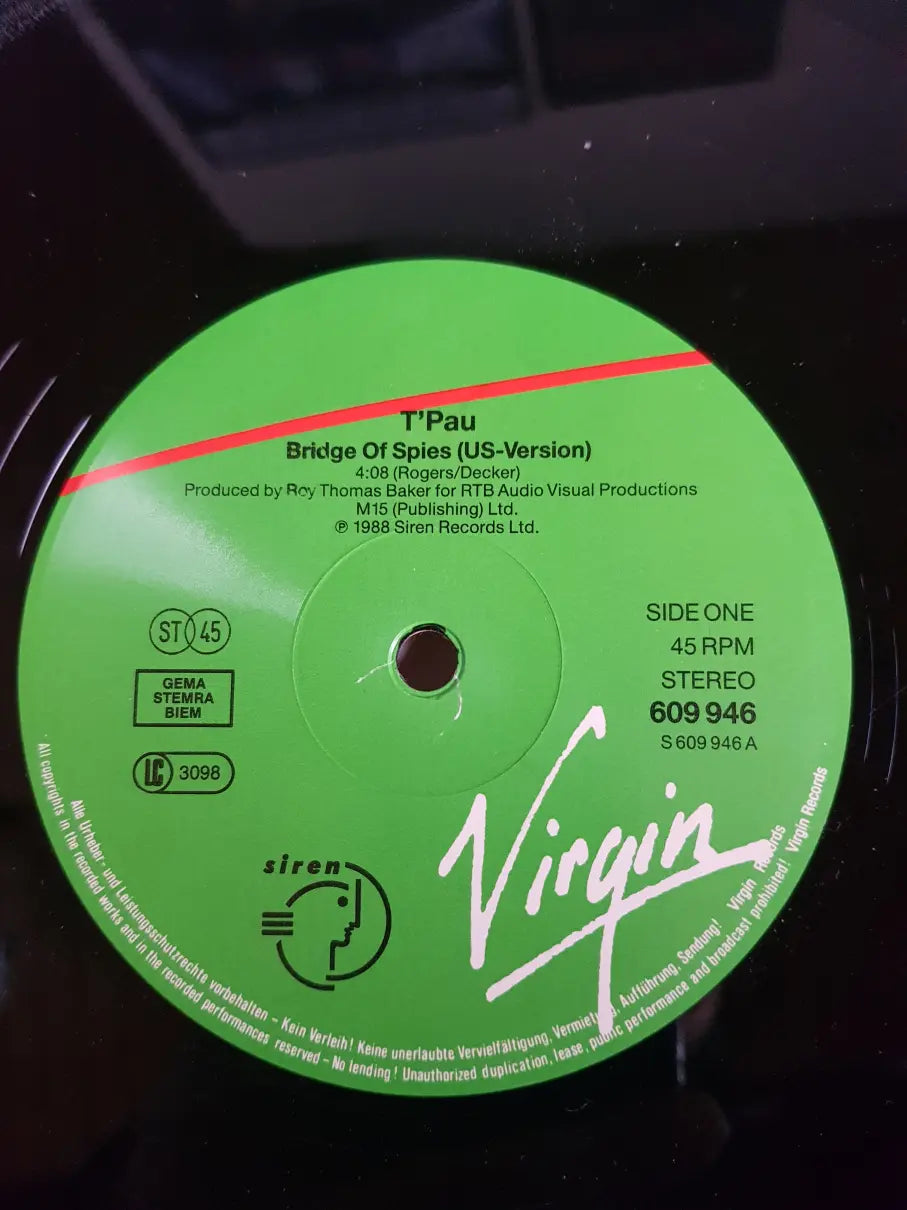 T'Pau
Bridge Of Spies (US-Version)
4:08 (Rogers/Decker)
Produced by Roy Thomas Baker for RTB Audio Visual Productions
M15 (Publishing) Ltd.
℗ 1988 Siren Records Ltd.
ST 45
GEMA
STEMRA
BIEM
LC 3098
SIDE ONE
45 RPM
STEREO
609 946
S 609 946 A
siren
Virgin
Alle Urheber- und Leistungsschutzrechte vorbehalten – Kein Verleih! Keine unerlaubte Vervielfältigung, Vermietung, Aufführung, Sendung! Virgin Records
All copyrights in the recorded works and in the recorded performances reserved – No lending! Unauthorized duplication, lease, public performance and broadcast prohibited! Virgin Records